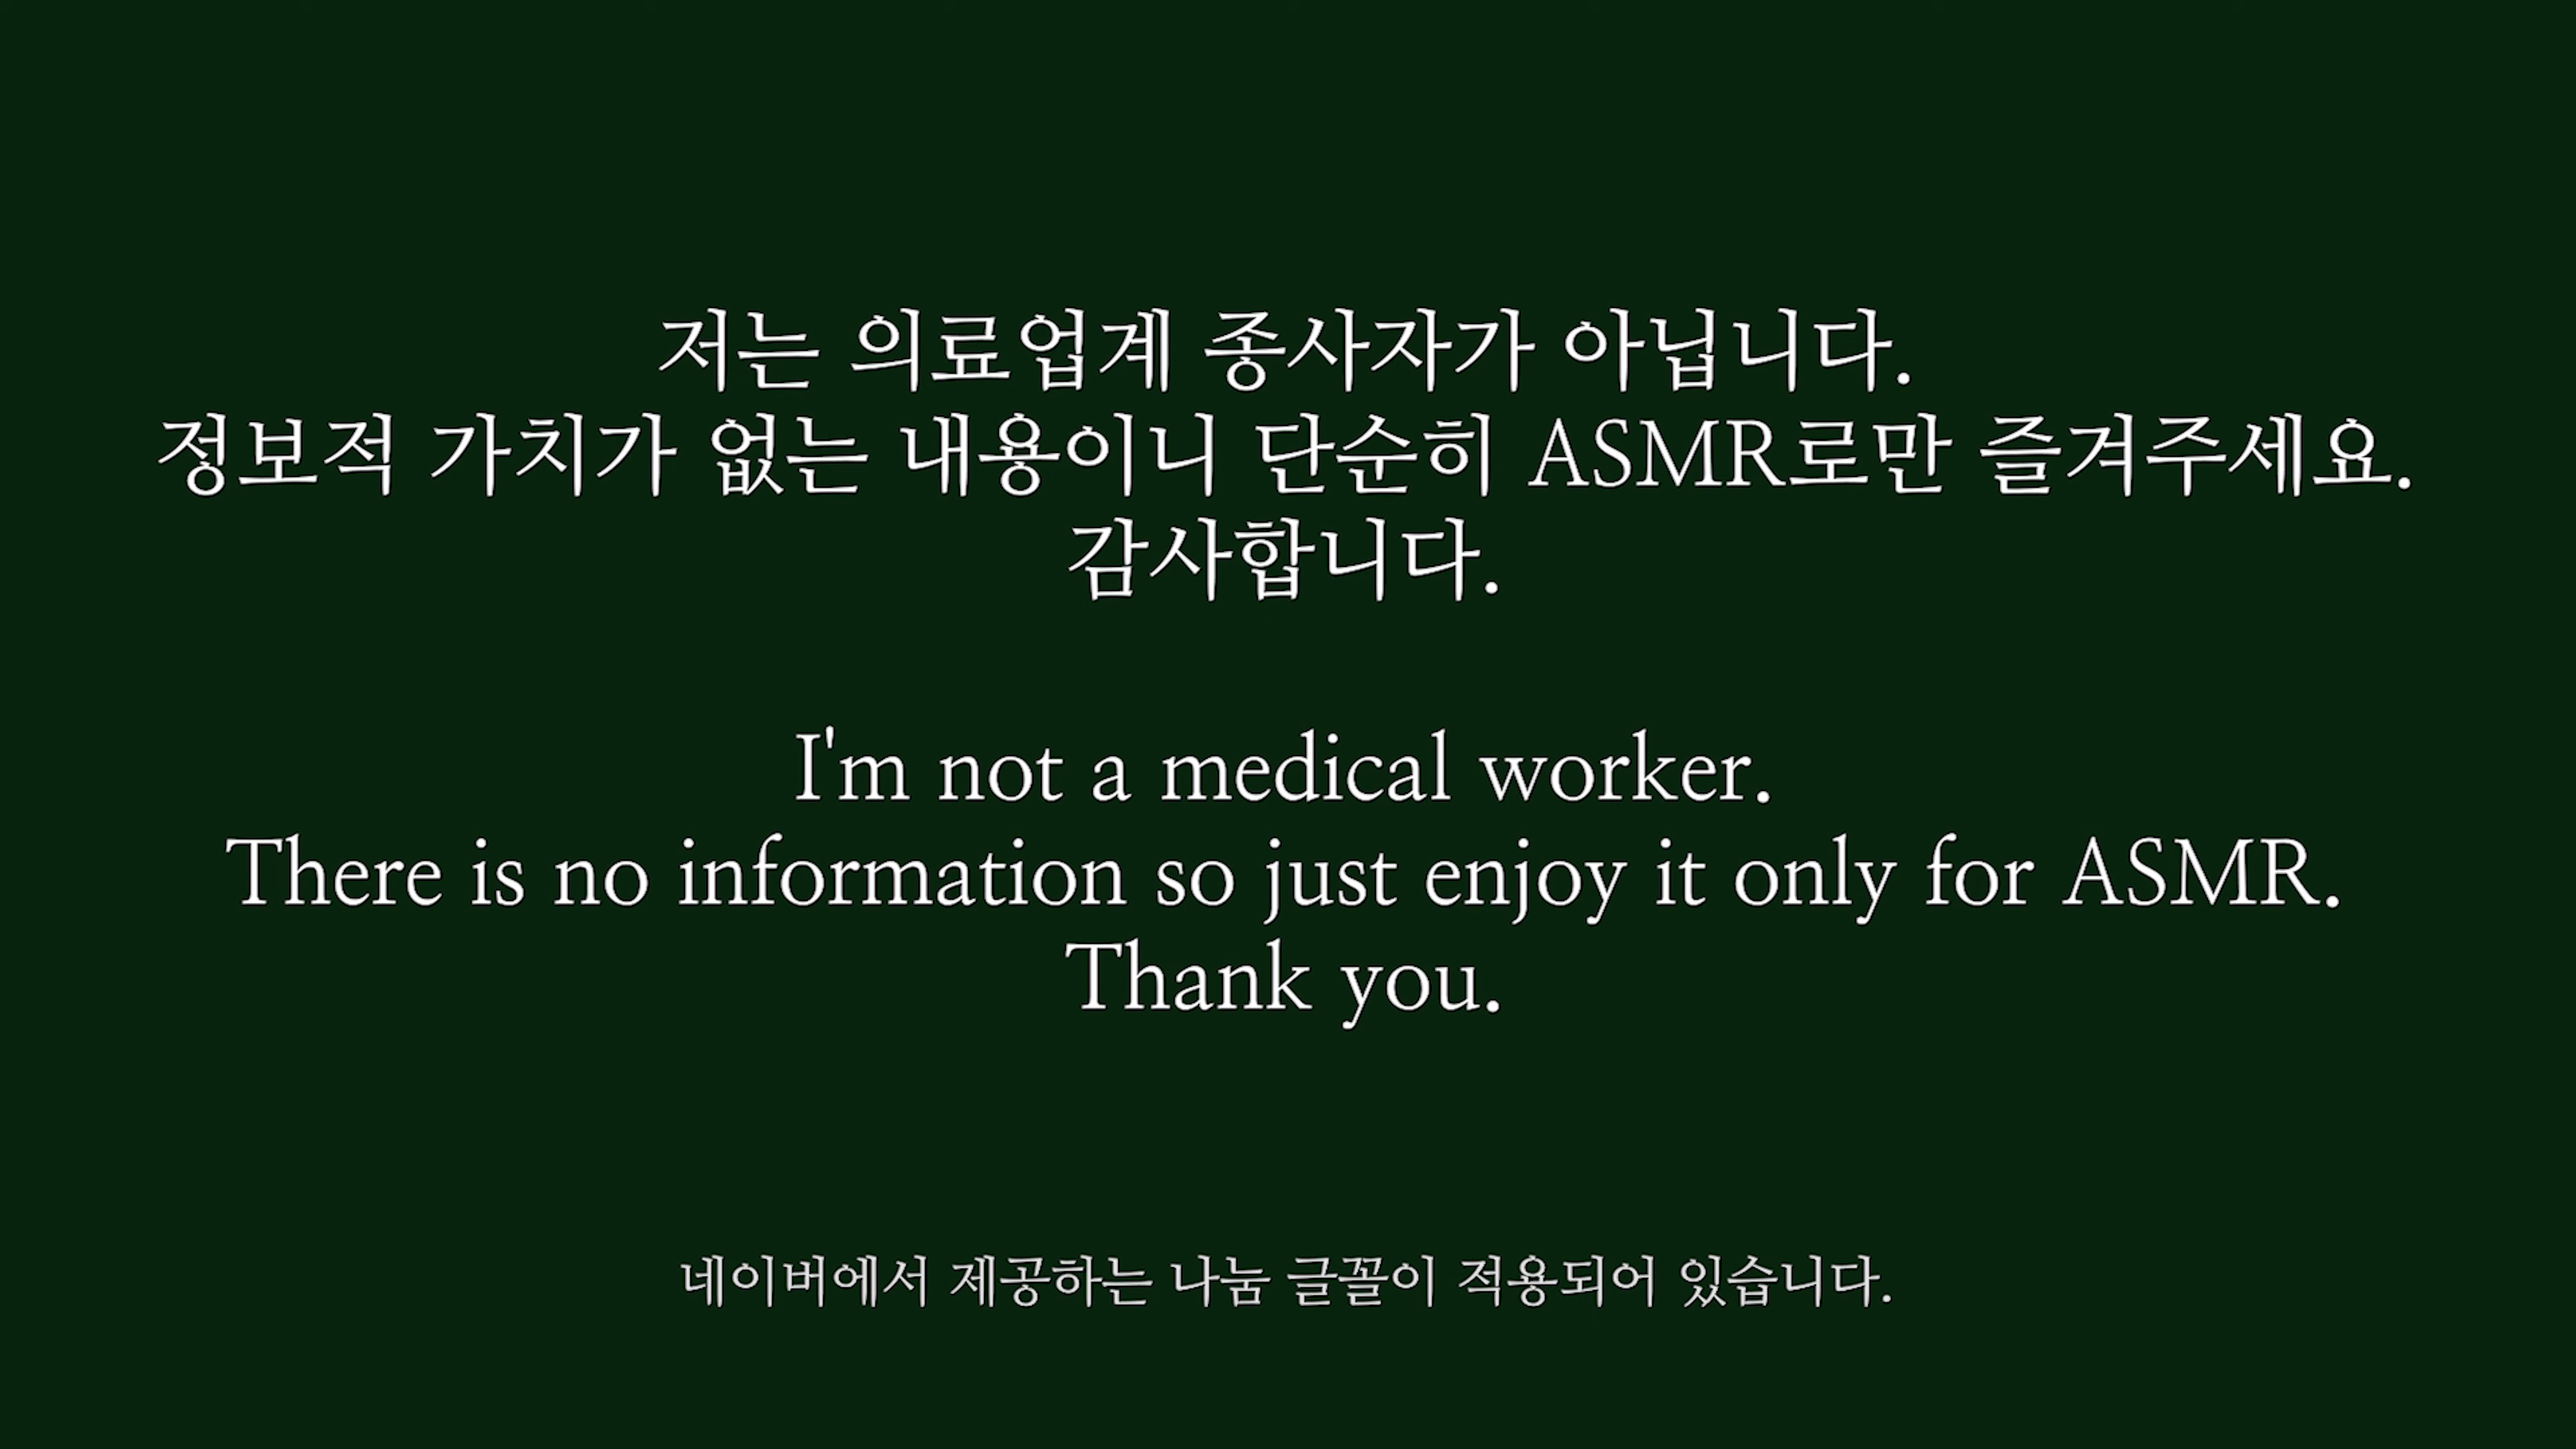 저는 의료업계 종사자가 아닙니다.
정보적 가치가 없는 내용이니 단순히 ASMR로만 즐겨주세요.
감사합니다.
I'm not a medical worker.
There is no information so just enjoy it only for ASMR.
Thank you.
네이버에서 제공하는 나눔 글꼴이 적용되어 있습니다.